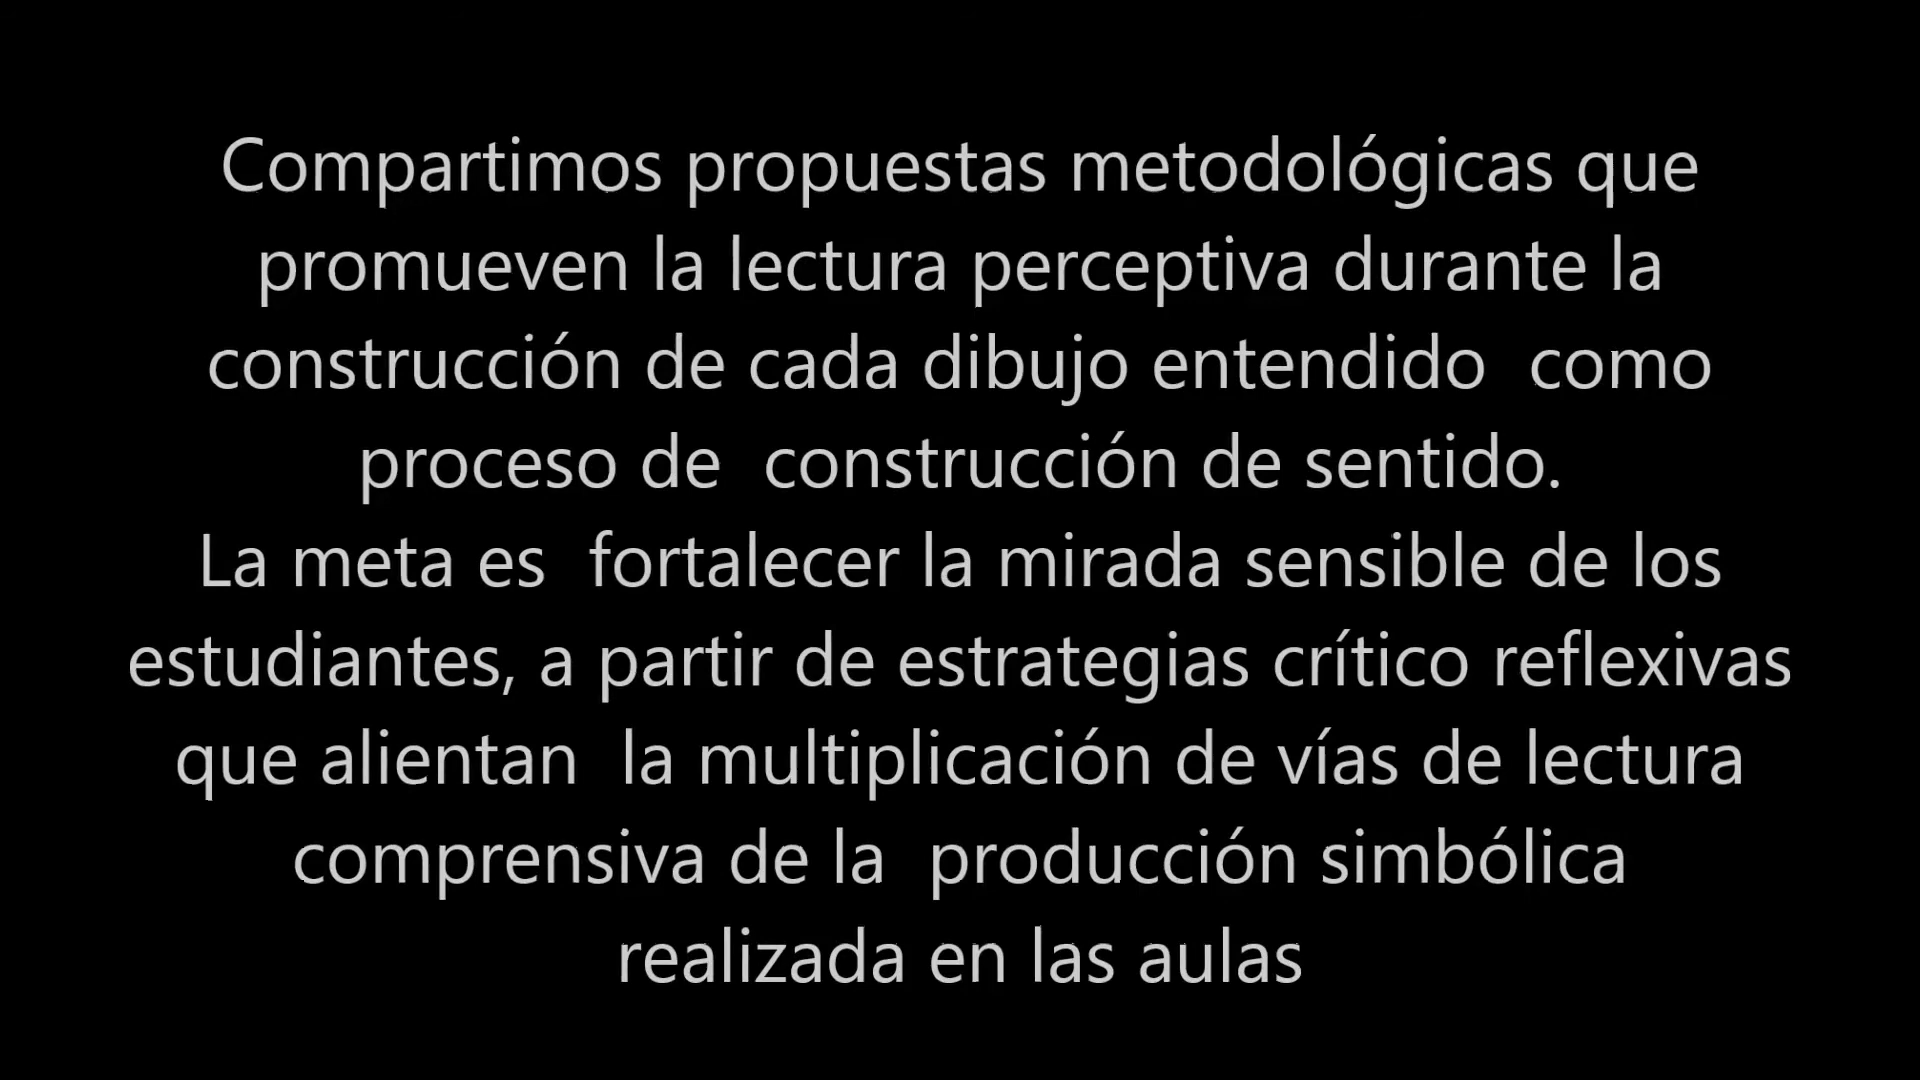 Compartimos propuestas metodológicas que
promueven la lectura perceptiva durante la
construcción de cada dibujo entendido  como
proceso de  construcción de sentido.
La meta es  fortalecer la mirada sensible de los
estudiantes, a partir de estrategias crítico reflexivas
que alientan  la multiplicación de vías de lectura
comprensiva de la  producción simbólica
realizada en las aulas